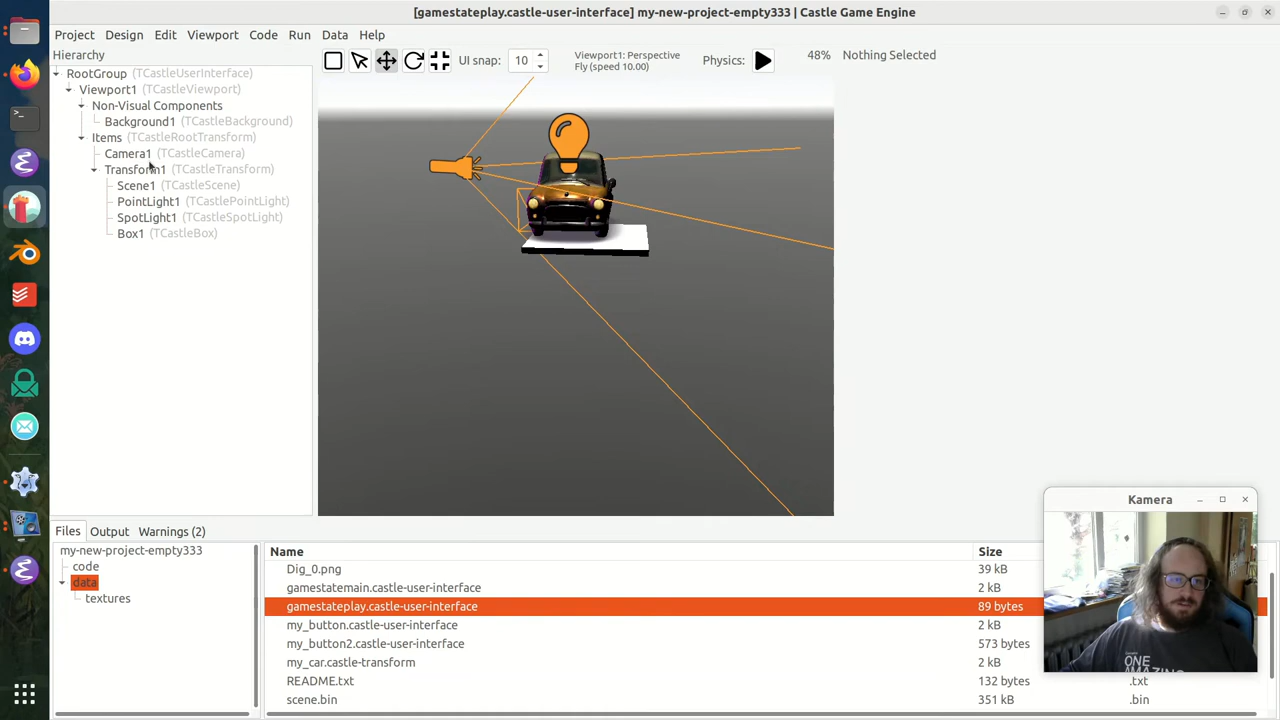 [gamestateplay.castle-user-interface] my-new-project-empty333 | Castle Game Engine
Project Design Edit Viewport Code Run Data Help
Hierarchy
RootGroup (TCastleUserInterface)
Viewport1 (TCastleViewport)
Non-Visual Components
Background1 (TCastleBackground)
Items (TCastleRootTransform)
Camera1 (TCastleCamera)
Transform1 (TCastleTransform)
Scene1 (TCastleScene)
PointLight1 (TCastlePointLight)
SpotLight1 (TCastleSpotLight)
Box1 (TCastleBox)
UI snap: 10
Viewport1: Perspective
Fly (speed 10.00)
Physics:
48% Nothing Selected
Files Output Warnings (2)
my-new-project-empty333
code
data
textures
Name Size
Dig_0.png 39 kB
gamestatemain.castle-user-interface 2 kB
gamestateplay.castle-user-interface 89 bytes
my_button.castle-user-interface 2 kB
my_button2.castle-user-interface 573 bytes
my_car.castle-transform 2 kB
README.txt 132 bytes .txt
scene.bin 351 kB .bin
Kamera
ONE
AMAZING